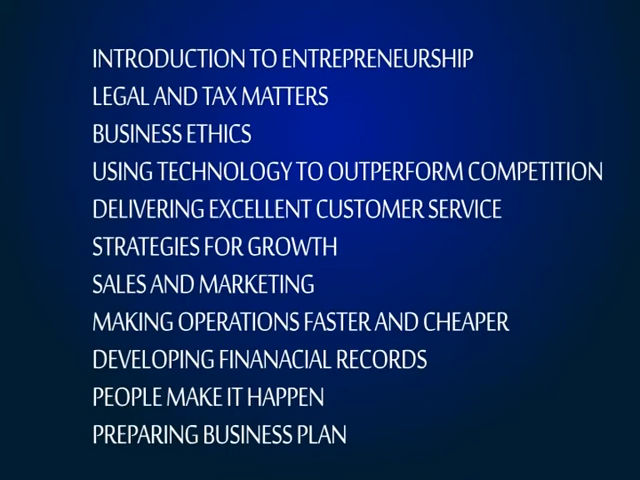 INTRODUCTION TO ENTREPRENEURSHIP
LEGAL AND TAX MATTERS
BUSINESS ETHICS
USING TECHNOLOGY TO OUTPERFORM COMPETITION
DELIVERING EXCELLENT CUSTOMER SERVICE
STRATEGIES FOR GROWTH
SALES AND MARKETING
MAKING OPERATIONS FASTER AND CHEAPER
DEVELOPING FINANACIAL RECORDS
PEOPLE MAKE IT HAPPEN
PREPARING BUSINESS PLAN